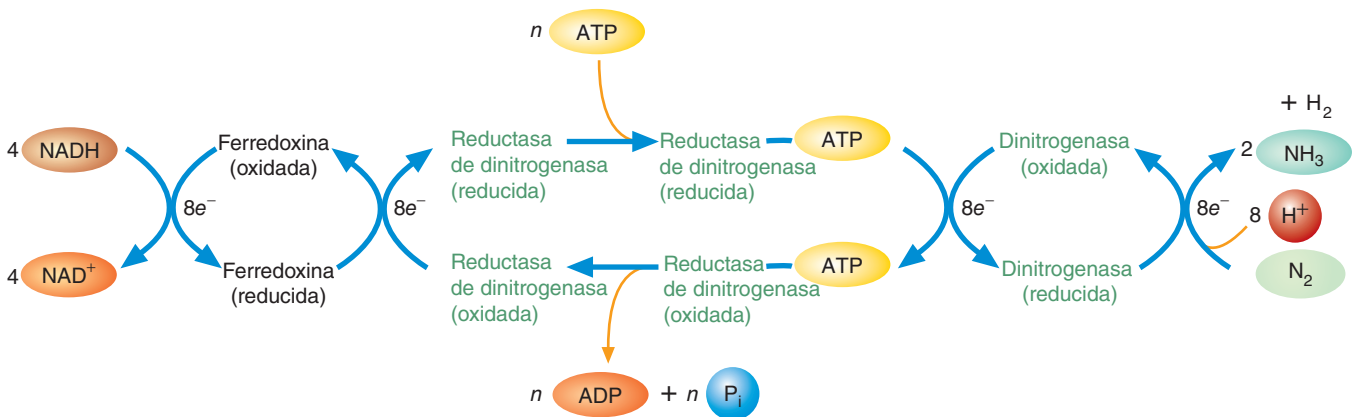 n ATP
+ H₂
4 NADH
Ferredoxina
(oxidada)
Reductasa
de dinitrogenasa
(reducida)
Reductasa
de dinitrogenasa
(reducida)
ATP
Dinitrogenasa
(oxidada)
2 NH₃
8e⁻
8e⁻
8e⁻
8e⁻
8 H⁺
4 NAD⁺
Ferredoxina
(reducida)
Reductasa
de dinitrogenasa
(oxidada)
Reductasa
de dinitrogenasa
(oxidada)
ATP
Dinitrogenasa
(reducida)
N₂
n ADP + n Pᵢ